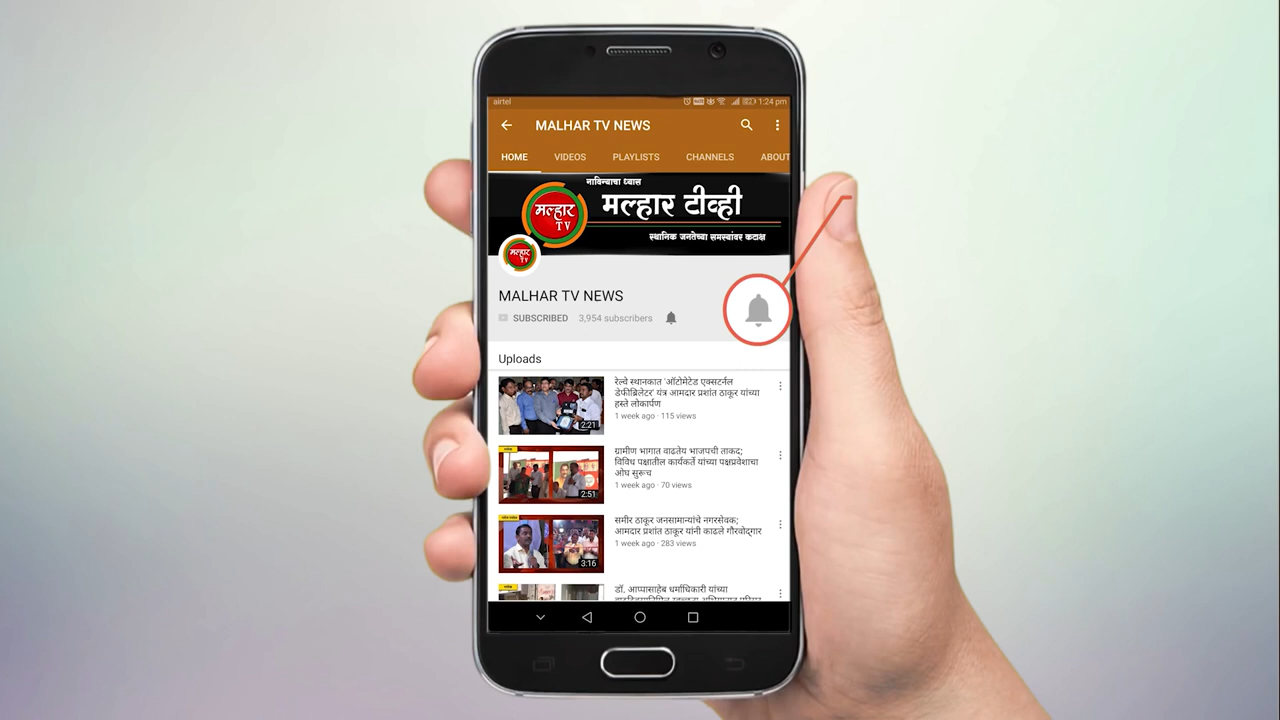 airtel
1:24 pm
MALHAR TV NEWS
HOME VIDEOS PLAYLISTS CHANNELS ABOUT
नाविन्याचा ध्यास
मल्हार टीव्ही
मल्हार
TV
स्थानिक जनतेच्या समस्यांवर कटाक्ष
मल्हार
TV
MALHAR TV NEWS
SUBSCRIBED 3,954 subscribers
Uploads
रेल्वे स्थानकात 'ऑटोमेटेड एक्सटर्नल
डेफीब्रिलेटर' यंत्र आमदार प्रशांत ठाकूर यांच्या
हस्ते लोकार्पण
1 week ago · 115 views
2:21
ग्रामीण भागात वाढतेय भाजपची ताकद;
विविध पक्षातील कार्यकर्ते यांच्या पक्षप्रवेशाचा
ओघ सुरूच
1 week ago · 70 views
2:51
समीर ठाकूर जनसामान्यांचे नगरसेवक;
आमदार प्रशांत ठाकूर यांनी काढले गौरवोद्गार
1 week ago · 283 views
3:16
डॉ. आप्पासाहेब धर्माधिकारी यांच्या